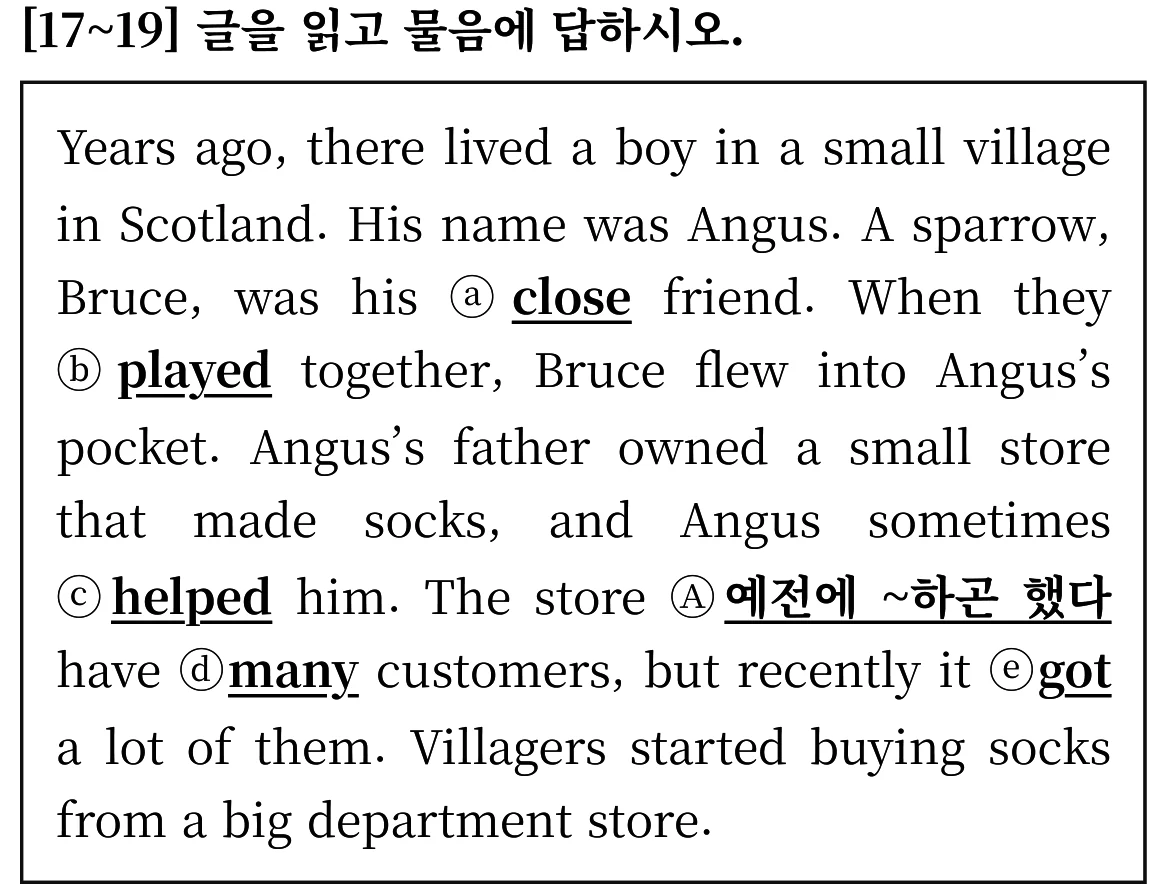 [17~19] 글을 읽고 물음에 답하시오.
Years ago, there lived a boy in a small village
in Scotland. His name was Angus. A sparrow,
Bruce, was his ⓐ close friend. When they
ⓑ played together, Bruce flew into Angus’s
pocket. Angus’s father owned a small store
that made socks, and Angus sometimes
ⓒ helped him. The store Ⓐ 예전에 ~하곤 했다
have ⓓ many customers, but recently it ⓔ got
a lot of them. Villagers started buying socks
from a big department store.